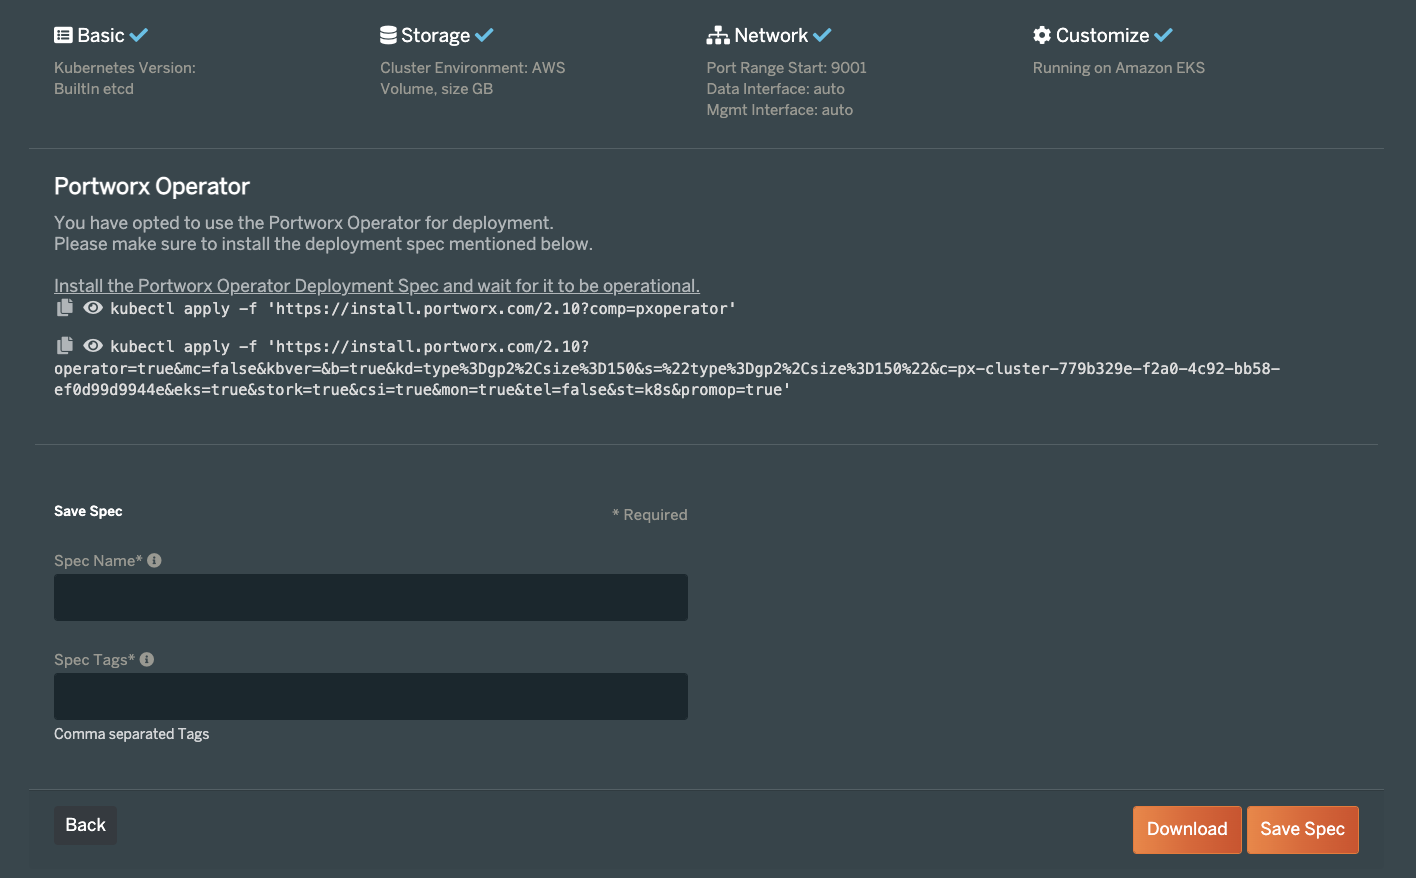 Basic
Storage
Network
Customize
Kubernetes Version:
BuiltIn etcd
Cluster Environment: AWS
Volume, size GB
Port Range Start: 9001
Data Interface: auto
Mgmt Interface: auto
Running on Amazon EKS
Portworx Operator
You have opted to use the Portworx Operator for deployment.
Please make sure to install the deployment spec mentioned below.
Install the Portworx Operator Deployment Spec and wait for it to be operational.
kubectl apply -f 'https://install.portworx.com/2.10?comp=pxoperator'
kubectl apply -f 'https://install.portworx.com/2.10?
operator=true&mc=false&kbver=&b=true&kd=type%3Dgp2%2Csize%3D150&s=%22type%3Dgp2%2Csize%3D150%22&c=px-cluster-779b329e-f2a0-4c92-bb58-
ef0d99d9944e&eks=true&stork=true&csi=true&mon=true&tel=false&st=k8s&promop=true'
Save Spec
* Required
Spec Name*
Spec Tags*
Comma separated Tags
Back
Download
Save Spec